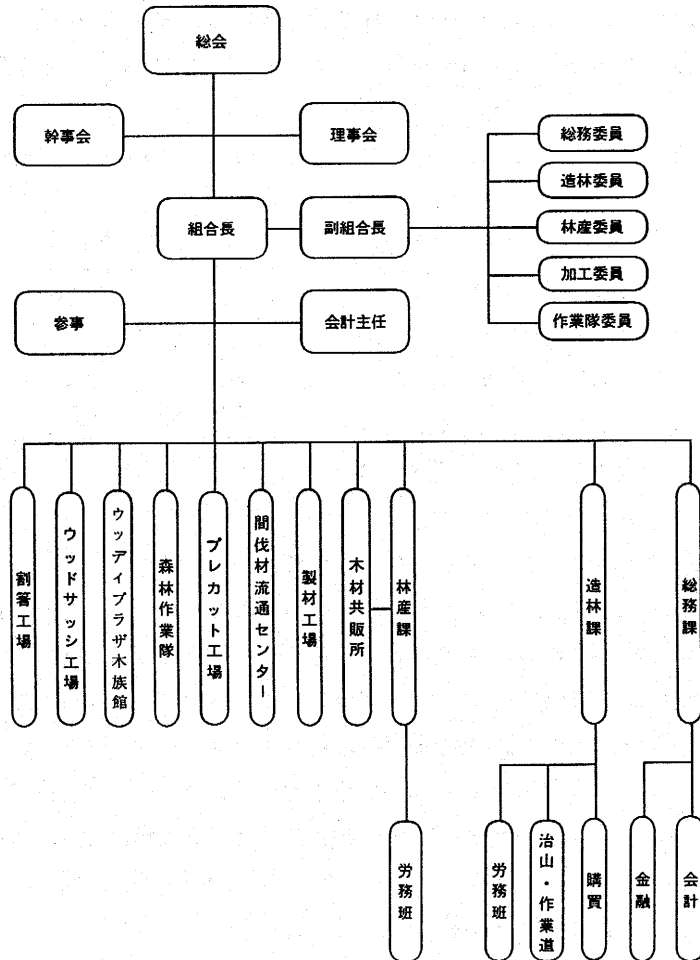 総会
幹事会
理事会
総務委員
造林委員
組合長
副組合長
林産委員
加工委員
参事
会計主任
作業隊委員
割箸工場
ウッドサッシ工場
ウッディプラザ木族館
森林作業隊
プレカット工場
間伐材流通センター
製材工場
木材共販所
林産課
造林課
総務課
労務班
労務班
治山・作業道
購買
金融
会計